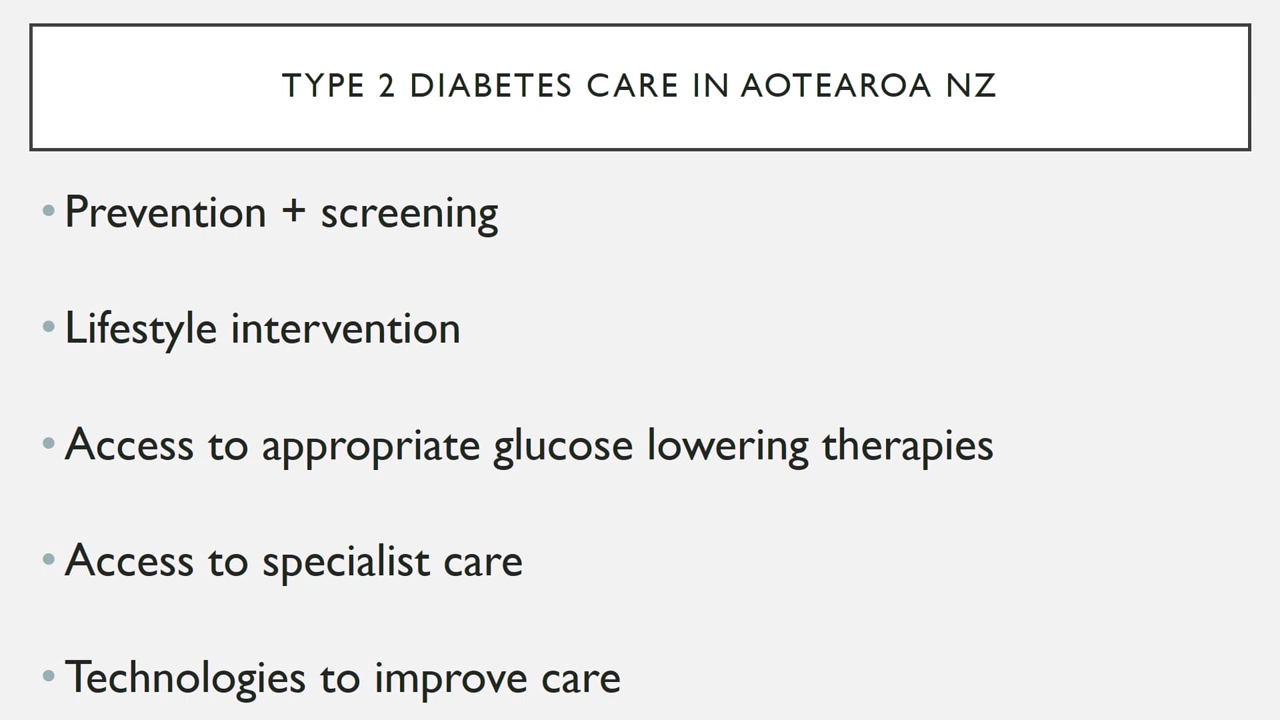 TYPE 2 DIABETES CARE IN AOTEAROA NZ
• Prevention + screening
• Lifestyle intervention
• Access to appropriate glucose lowering therapies
• Access to specialist care
• Technologies to improve care